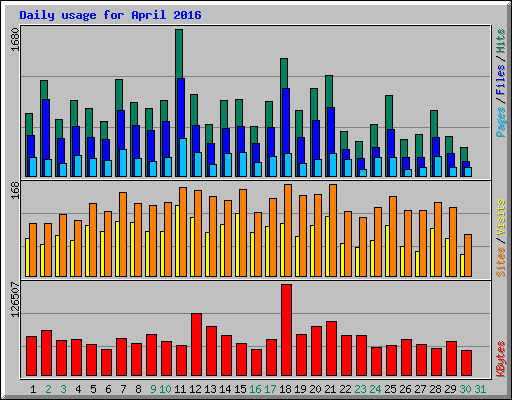 Daily usage for April 2016
1680
Pages / Files / Hits
168
Sites / Visits
126507
KBytes
1 2 3 4 5 6 7 8 9 10 11 12 13 14 15 16 17 18 19 20 21 22 23 24 25 26 27 28 29 30 31